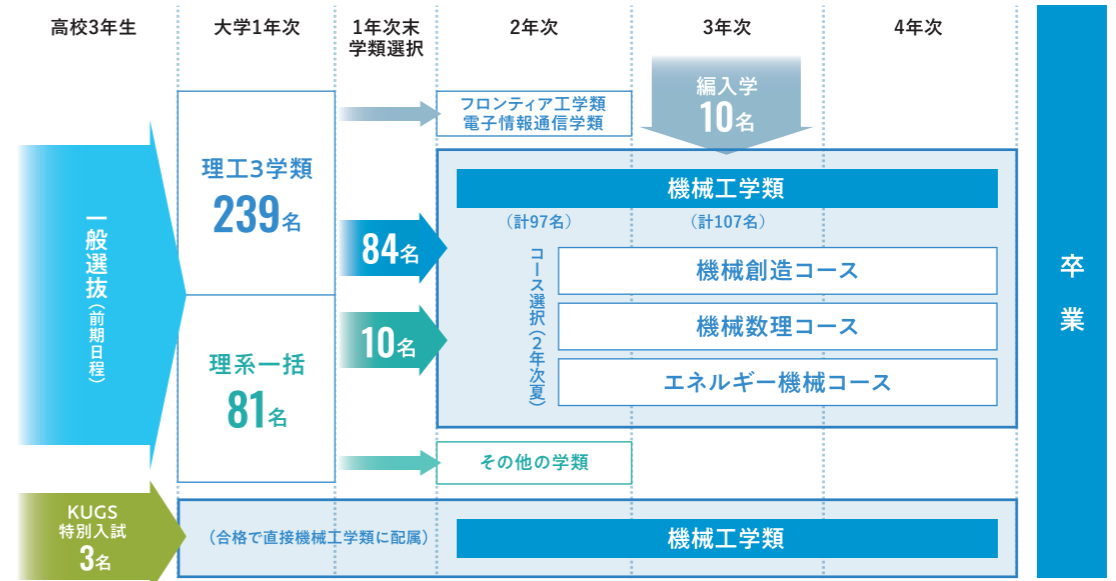 高校3年生
大学1年次
1年次末
学類選択
2年次
3年次
4年次
一般選抜(前期日程)
理工3学類
239名
理系一括
81名
フロンティア工学類
電子情報通信学類
編入学
10名
84名
10名
機械工学類
(計97名)
(計107名)
コース選択(2年次夏)
機械創造コース
機械数理コース
エネルギー機械コース
その他の学類
KUGS
特別入試
3名
(合格で直接機械工学類に配属)
機械工学類
卒業